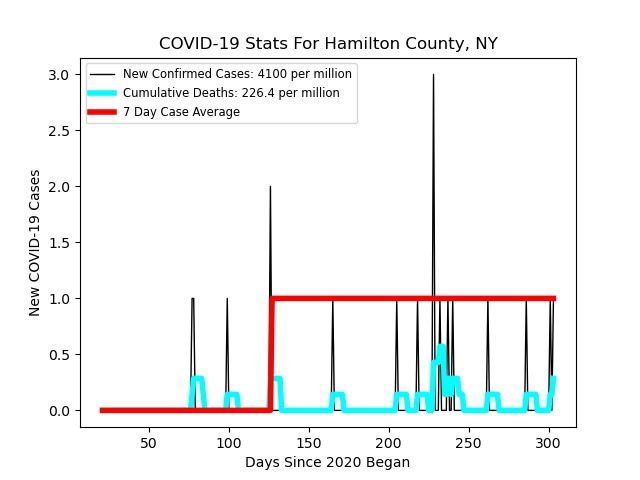 COVID-19 Stats For Hamilton County, NY
New Confirmed Cases: 4100 per million
Cumulative Deaths: 226.4 per million
7 Day Case Average
New COVID-19 Cases
3.0
2.5
2.0
1.5
1.0
0.5
0.0
50 100 150 200 250 300
Days Since 2020 Began